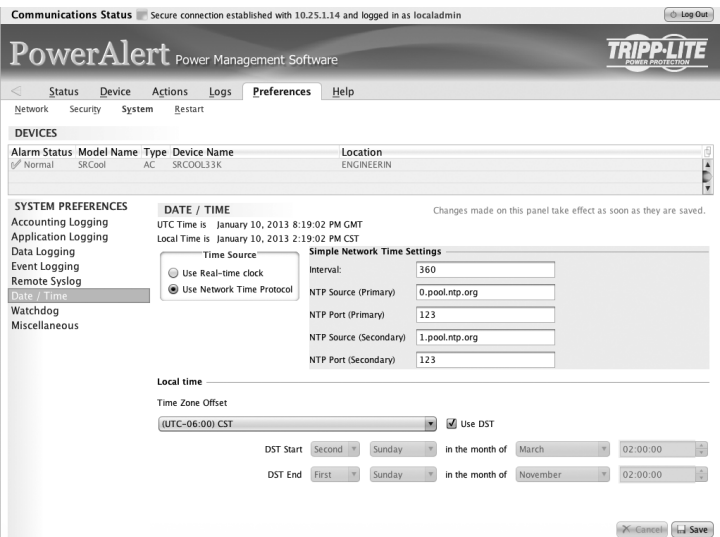 Communications Status Secure connection established with 10.25.1.14 and logged in as localadmin Log Out
PowerAlert Power Management Software
TRIPP·LITE
POWER PROTECTION
Status Device Actions Logs Preferences Help
Network Security System Restart
DEVICES
Alarm Status Model Name Type Device Name Location
Normal SRCool AC SRCOOL33K ENGINEERIN
SYSTEM PREFERENCES
Accounting Logging
Application Logging
Data Logging
Event Logging
Remote Syslog
Date / Time
Watchdog
Miscellaneous
DATE / TIME Changes made on this panel take effect as soon as they are saved.
UTC Time is January 10, 2013 8:19:02 PM GMT
Local Time is January 10, 2013 2:19:02 PM CST
Time Source
Use Real-time clock
Use Network Time Protocol
Simple Network Time Settings
Interval: 360
NTP Source (Primary) 0.pool.ntp.org
NTP Port (Primary) 123
NTP Source (Secondary) 1.pool.ntp.org
NTP Port (Secondary) 123
Local time
Time Zone Offset
(UTC-06:00) CST Use DST
DST Start Second Sunday in the month of March 02:00:00
DST End First Sunday in the month of November 02:00:00
Cancel Save